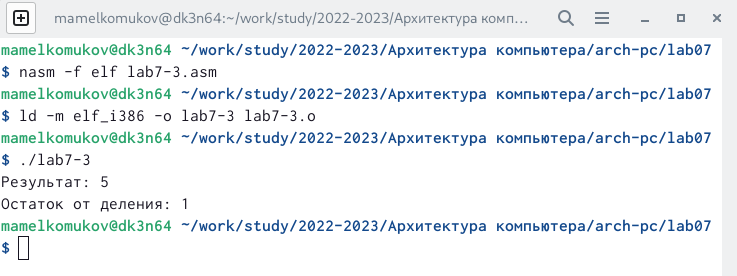 mamelkomukov@dk3n64:~/work/study/2022-2023/Архитектура комп…
mamelkomukov@dk3n64 ~/work/study/2022-2023/Архитектура компьютера/arch-pc/lab07
$ nasm -f elf lab7-3.asm
mamelkomukov@dk3n64 ~/work/study/2022-2023/Архитектура компьютера/arch-pc/lab07
$ ld -m elf_i386 -o lab7-3 lab7-3.o
mamelkomukov@dk3n64 ~/work/study/2022-2023/Архитектура компьютера/arch-pc/lab07
$ ./lab7-3
Результат: 5
Остаток от деления: 1
mamelkomukov@dk3n64 ~/work/study/2022-2023/Архитектура компьютера/arch-pc/lab07
$